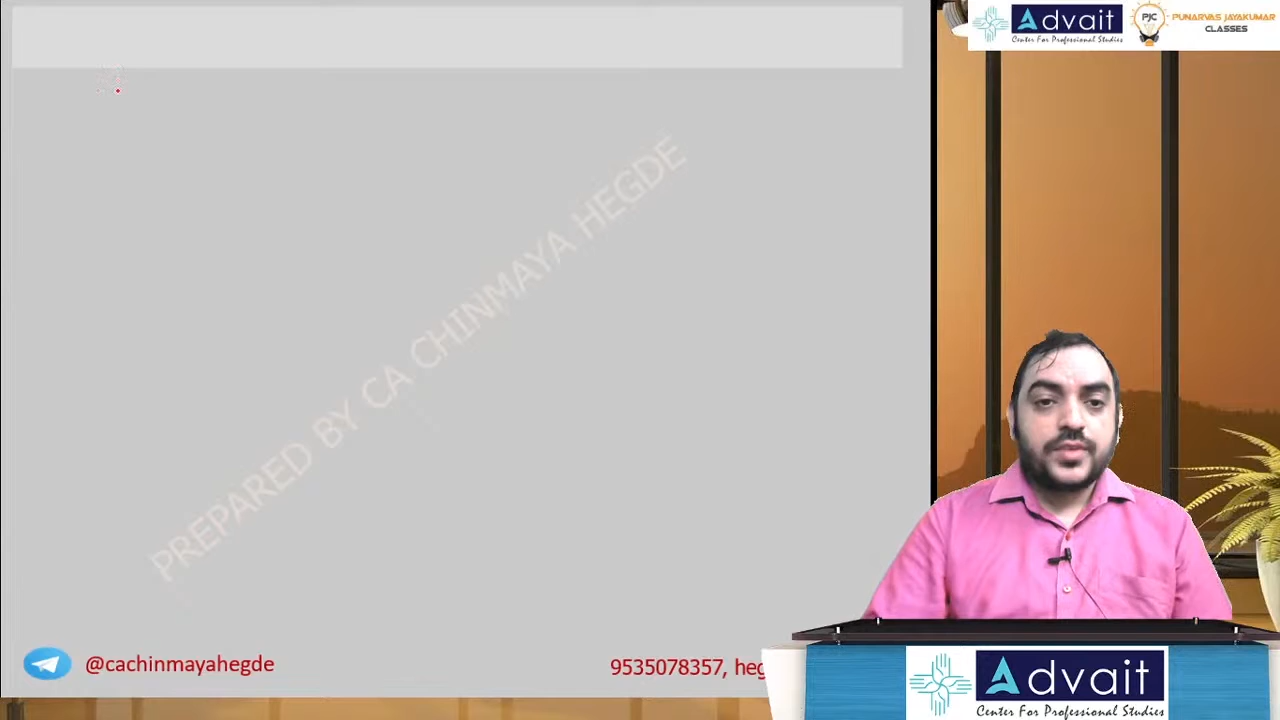 Advait
Center For Professional Studies
PJC
PUNARVAS JAYAKUMAR
CLASSES
PREPARED BY CA CHINMAYA HEGDE
@cachinmayahegde
9535078357, heg
Advait
Center For Professional Studies